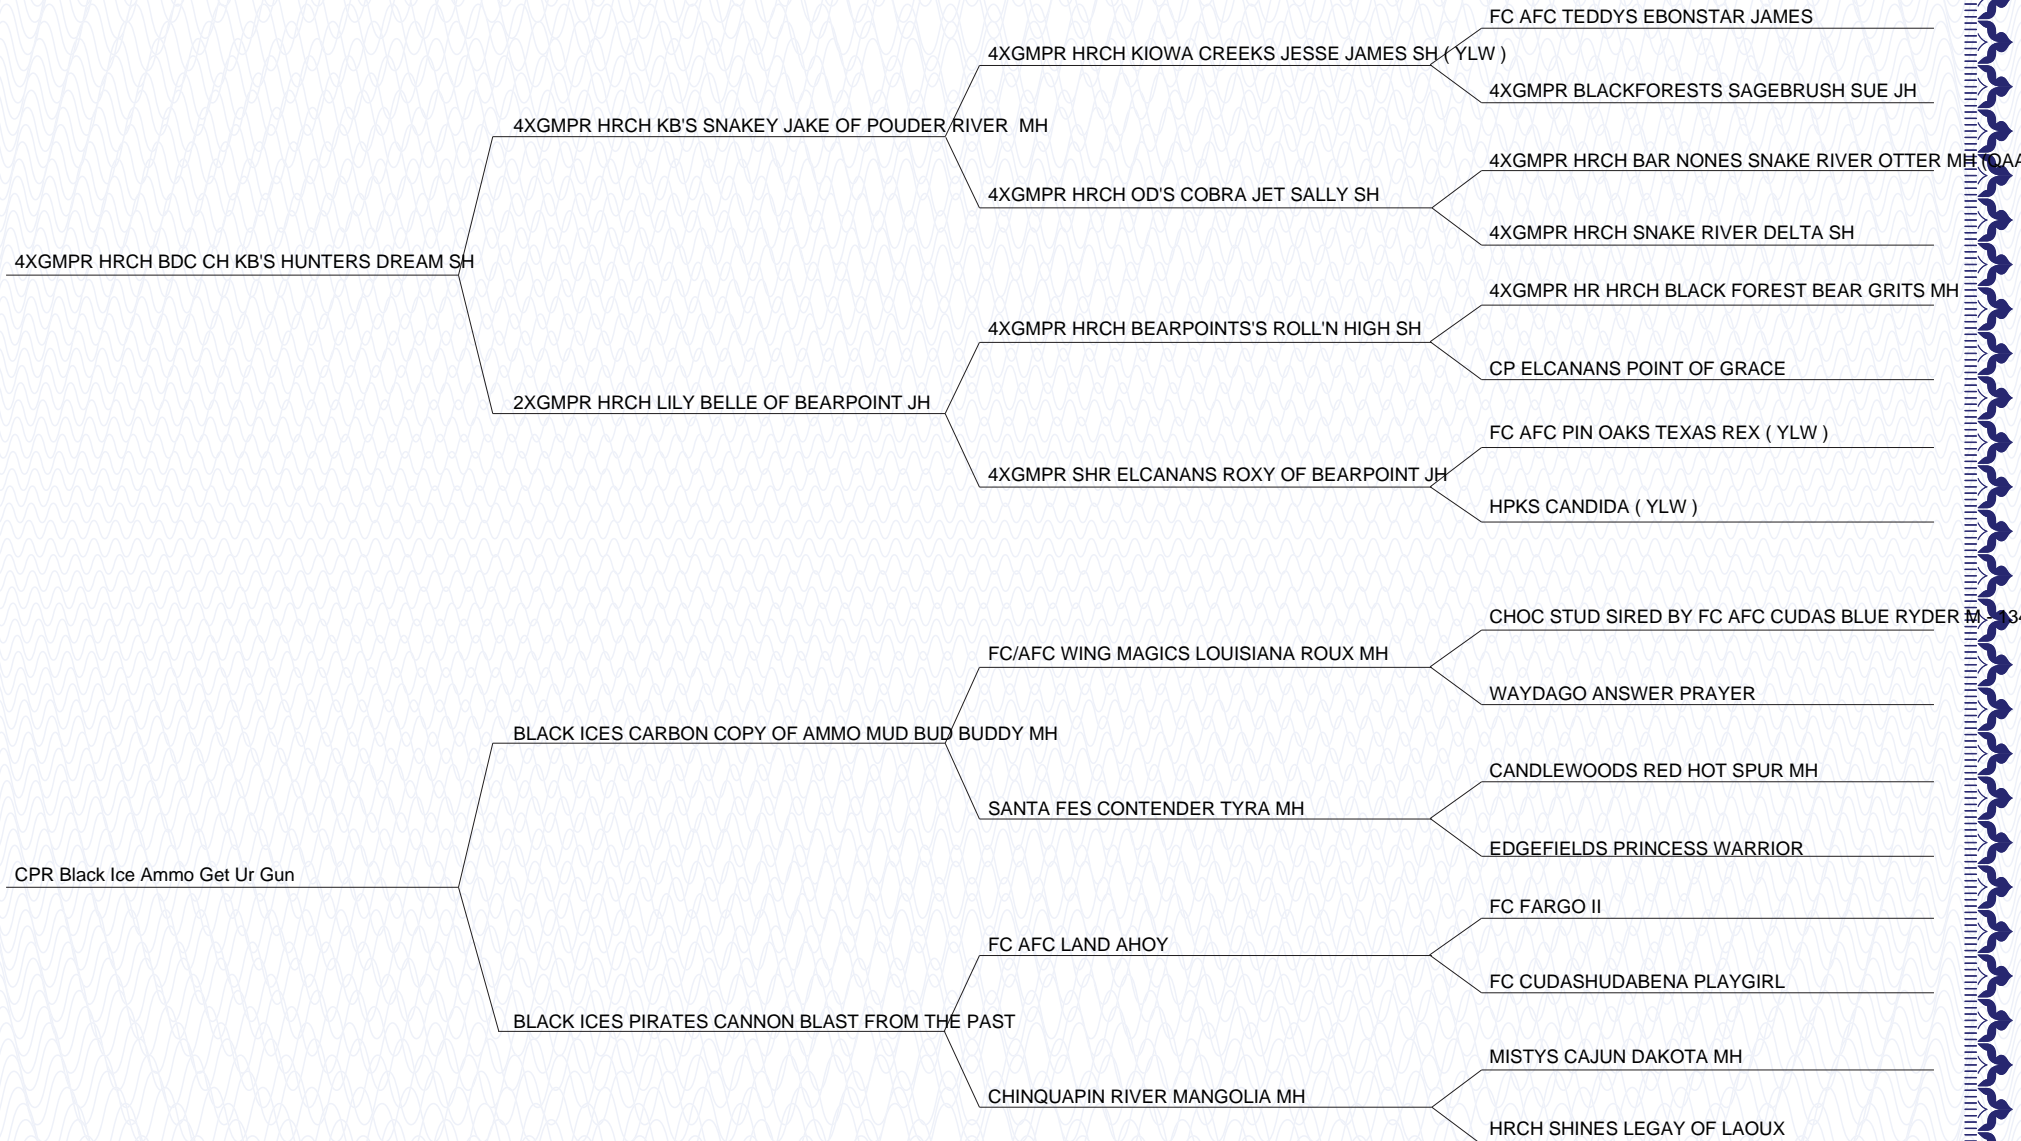 FC AFC TEDDYS EBONSTAR JAMES
4XGMPR HRCH KIOWA CREEKS JESSE JAMES SH ( YLW )
4XGMPR BLACKFORESTS SAGEBRUSH SUE JH
4XGMPR HRCH KB'S SNAKEY JAKE OF POUDER RIVER MH
4XGMPR HRCH BAR NONES SNAKE RIVER OTTER MH (QAA
4XGMPR HRCH OD'S COBRA JET SALLY SH
4XGMPR HRCH SNAKE RIVER DELTA SH
4XGMPR HRCH BDC CH KB'S HUNTERS DREAM SH
4XGMPR HR HRCH BLACK FOREST BEAR GRITS MH
4XGMPR HRCH BEARPOINTS'S ROLL'N HIGH SH
CP ELCANANS POINT OF GRACE
2XGMPR HRCH LILY BELLE OF BEARPOINT JH
FC AFC PIN OAKS TEXAS REX ( YLW )
4XGMPR SHR ELCANANS ROXY OF BEARPOINT JH
HPKS CANDIDA ( YLW )
CHOC STUD SIRED BY FC AFC CUDAS BLUE RYDER M - 134
FC/AFC WING MAGICS LOUISIANA ROUX MH
WAYDAGO ANSWER PRAYER
BLACK ICES CARBON COPY OF AMMO MUD BUD BUDDY MH
CANDLEWOODS RED HOT SPUR MH
SANTA FES CONTENDER TYRA MH
EDGEFIELDS PRINCESS WARRIOR
CPR Black Ice Ammo Get Ur Gun
FC FARGO II
FC AFC LAND AHOY
FC CUDASHUDABENA PLAYGIRL
BLACK ICES PIRATES CANNON BLAST FROM THE PAST
MISTYS CAJUN DAKOTA MH
CHINQUAPIN RIVER MANGOLIA MH
HRCH SHINES LEGAY OF LAOUX